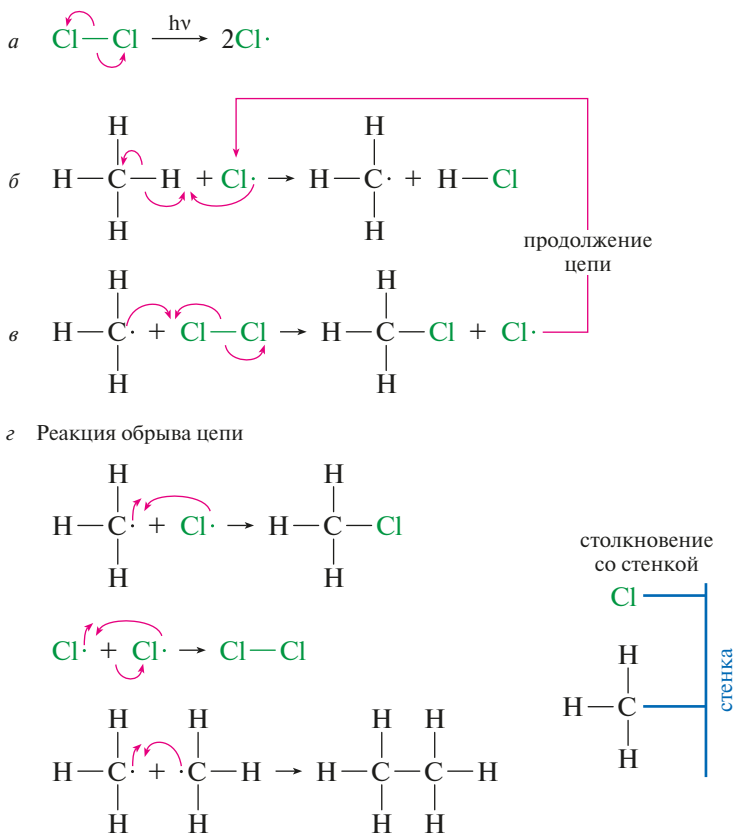 а Cl—Cl hν → 2Cl·
H H
б H—C—H + Cl· → H—C· + H—Cl
H H
продолжение
цепи
H H
в H—C· + Cl—Cl → H—C—Cl + Cl·
H H
г Реакция обрыва цепи
H H
H—C· + Cl· → H—C—Cl
H H
столкновение
со стенкой
Cl
Cl· + Cl· → Cl—Cl
H
H—C
H
стенка
H H H H
H—C· + ·C—H → H—C—C—H
H H H H